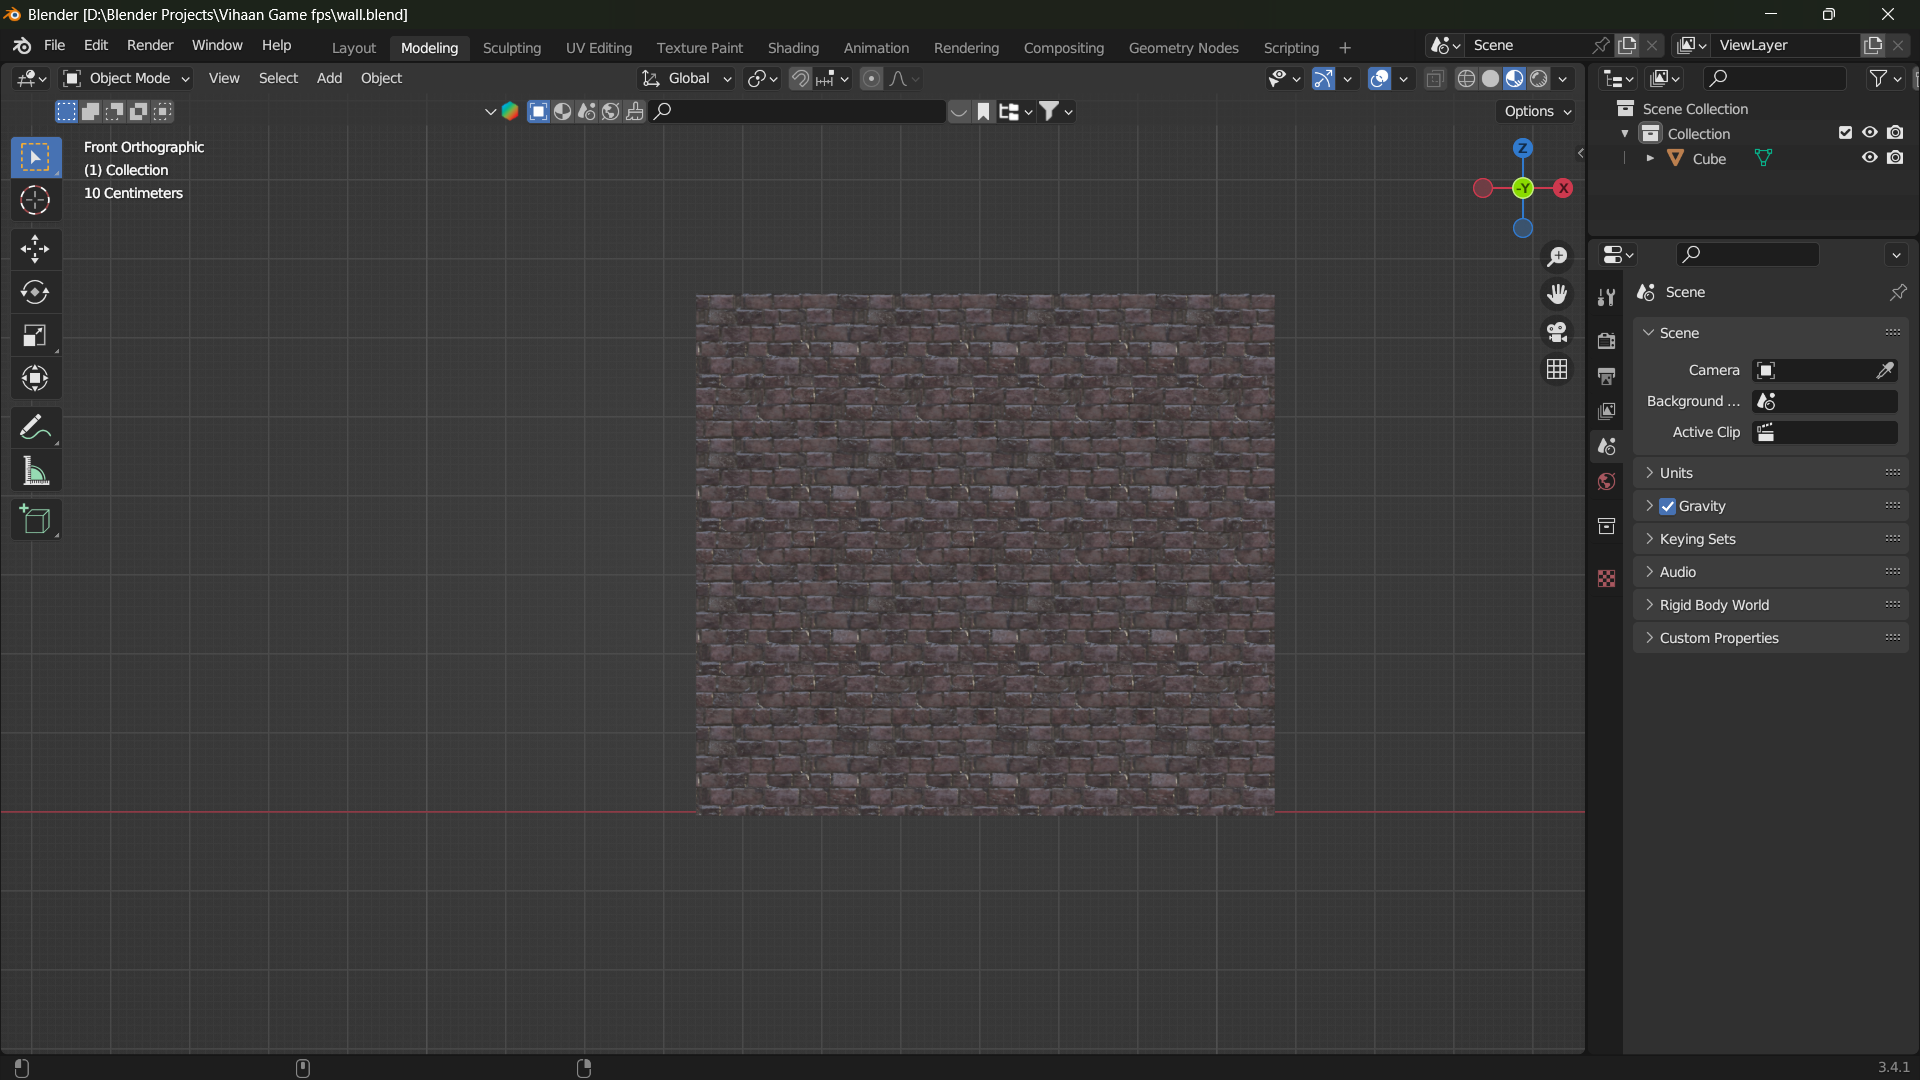 Blender [D:\Blender Projects\Vihaan Game fps\wall.blend]
File Edit Render Window Help Layout Modeling Sculpting UV Editing Texture Paint Shading Animation Rendering Compositing Geometry Nodes Scripting + Scene ViewLayer
Object Mode View Select Add Object Global
Options
Front Orthographic
(1) Collection
10 Centimeters
Z
-Y
X
Scene Collection
Collection
Cube
Scene
Scene
Camera
Background ...
Active Clip
Units
Gravity
Keying Sets
Audio
Rigid Body World
Custom Properties
3.4.1